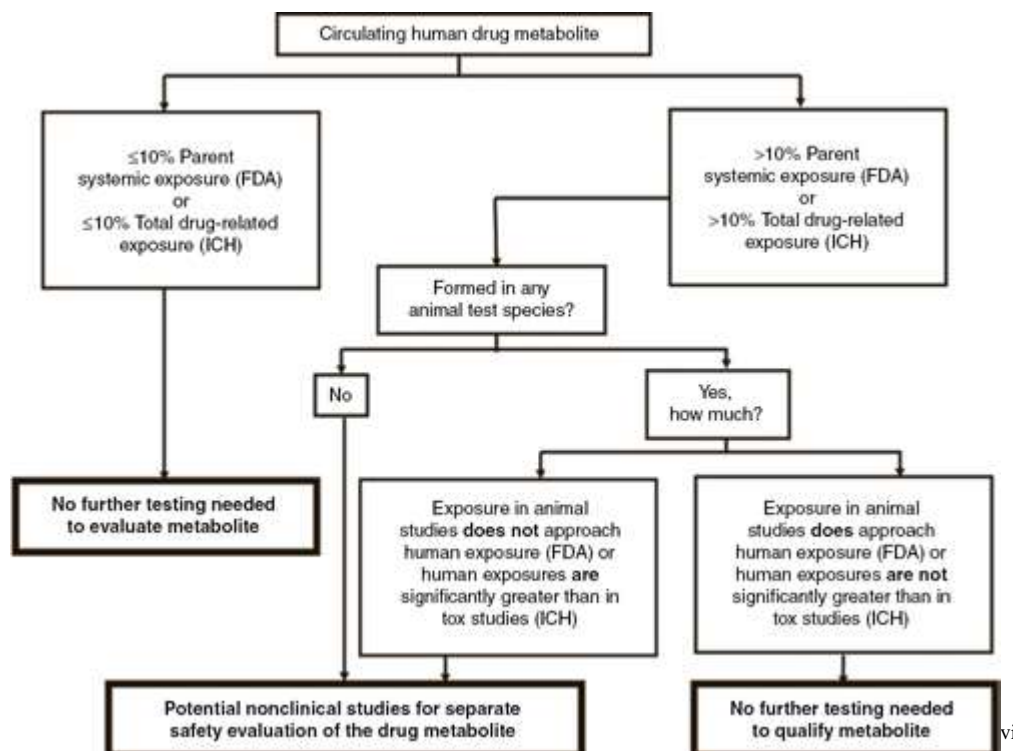 Circulating human drug metabolite
≤10% Parent
systemic exposure (FDA)
or
≤10% Total drug-related
exposure (ICH)
>10% Parent
systemic exposure (FDA)
or
>10% Total drug-related
exposure (ICH)
Formed in any
animal test species?
No
Yes,
how much?
No further testing needed
to evaluate metabolite
Exposure in animal
studies does not approach
human exposure (FDA) or
human exposures are
significantly greater than in
tox studies (ICH)
Exposure in animal
studies does approach
human exposure (FDA) or
human exposures are not
significantly greater than in
tox studies (ICH)
Potential nonclinical studies for separate
safety evaluation of the drug metabolite
No further testing needed
to qualify metabolite